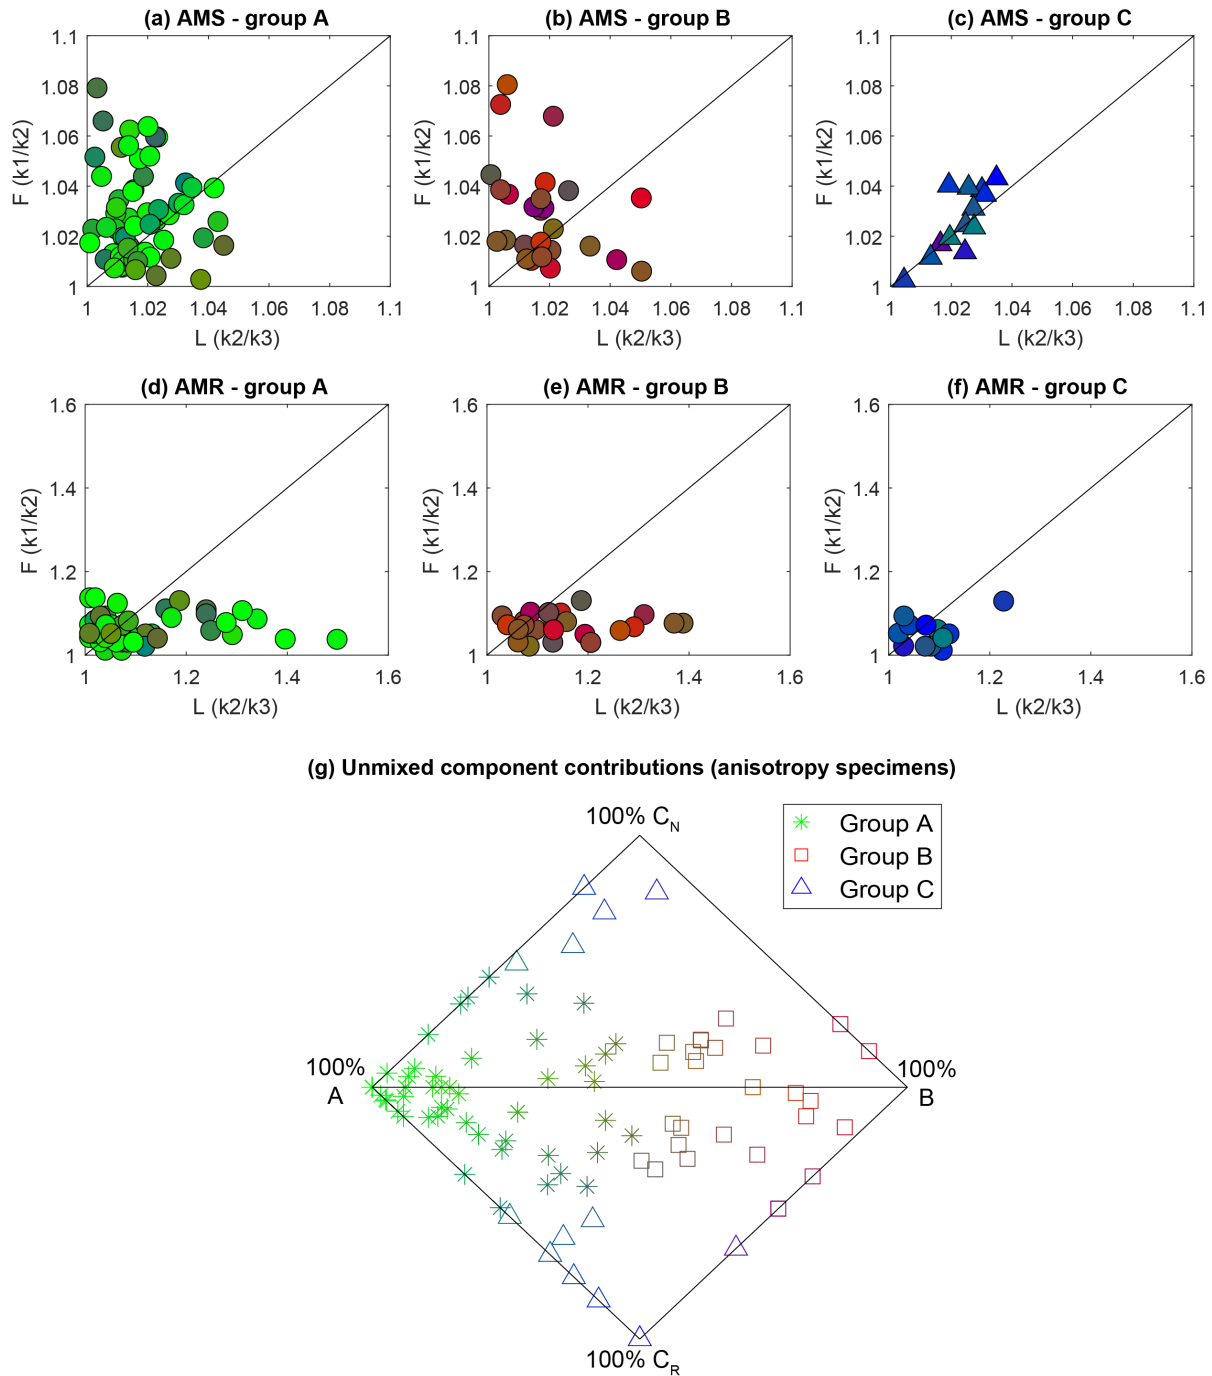 (a) AMS - group A
(b) AMS - group B
(c) AMS - group C
1.1
1.08
1.06
1.04
1.02
1
F (k1/k2)
1 1.02 1.04 1.06 1.08 1.1
L (k2/k3)
1.1
1.08
1.06
1.04
1.02
1
F (k1/k2)
1 1.02 1.04 1.06 1.08 1.1
L (k2/k3)
1.1
1.08
1.06
1.04
1.02
1
F (k1/k2)
1 1.02 1.04 1.06 1.08 1.1
L (k2/k3)
(d) AMR - group A
(e) AMR - group B
(f) AMR - group C
1.6
1.4
1.2
1
F (k1/k2)
1 1.2 1.4 1.6
L (k2/k3)
1.6
1.4
1.2
1
F (k1/k2)
1 1.2 1.4 1.6
L (k2/k3)
1.6
1.4
1.2
1
F (k1/k2)
1 1.2 1.4 1.6
L (k2/k3)
(g) Unmixed component contributions (anisotropy specimens)
100% C_N
Group A
Group B
Group C
100%
A
100%
B
100% C_R